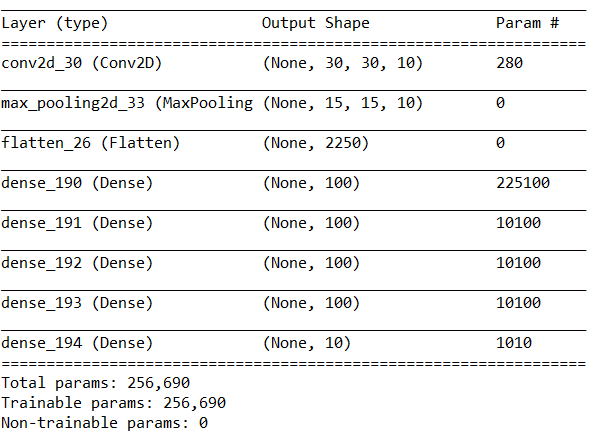 Layer (type) Output Shape Param #
=================================================================
conv2d_30 (Conv2D) (None, 30, 30, 10) 280
max_pooling2d_33 (MaxPooling (None, 15, 15, 10) 0
flatten_26 (Flatten) (None, 2250) 0
dense_190 (Dense) (None, 100) 225100
dense_191 (Dense) (None, 100) 10100
dense_192 (Dense) (None, 100) 10100
dense_193 (Dense) (None, 100) 10100
dense_194 (Dense) (None, 10) 1010
=================================================================
Total params: 256,690
Trainable params: 256,690
Non-trainable params: 0